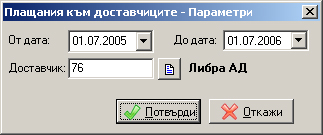 Плащания към доставчиците - Параметри
От дата: 01.07.2005 До дата: 01.07.2006
Доставчик: 76 Либра АД
Потвърди Откажи